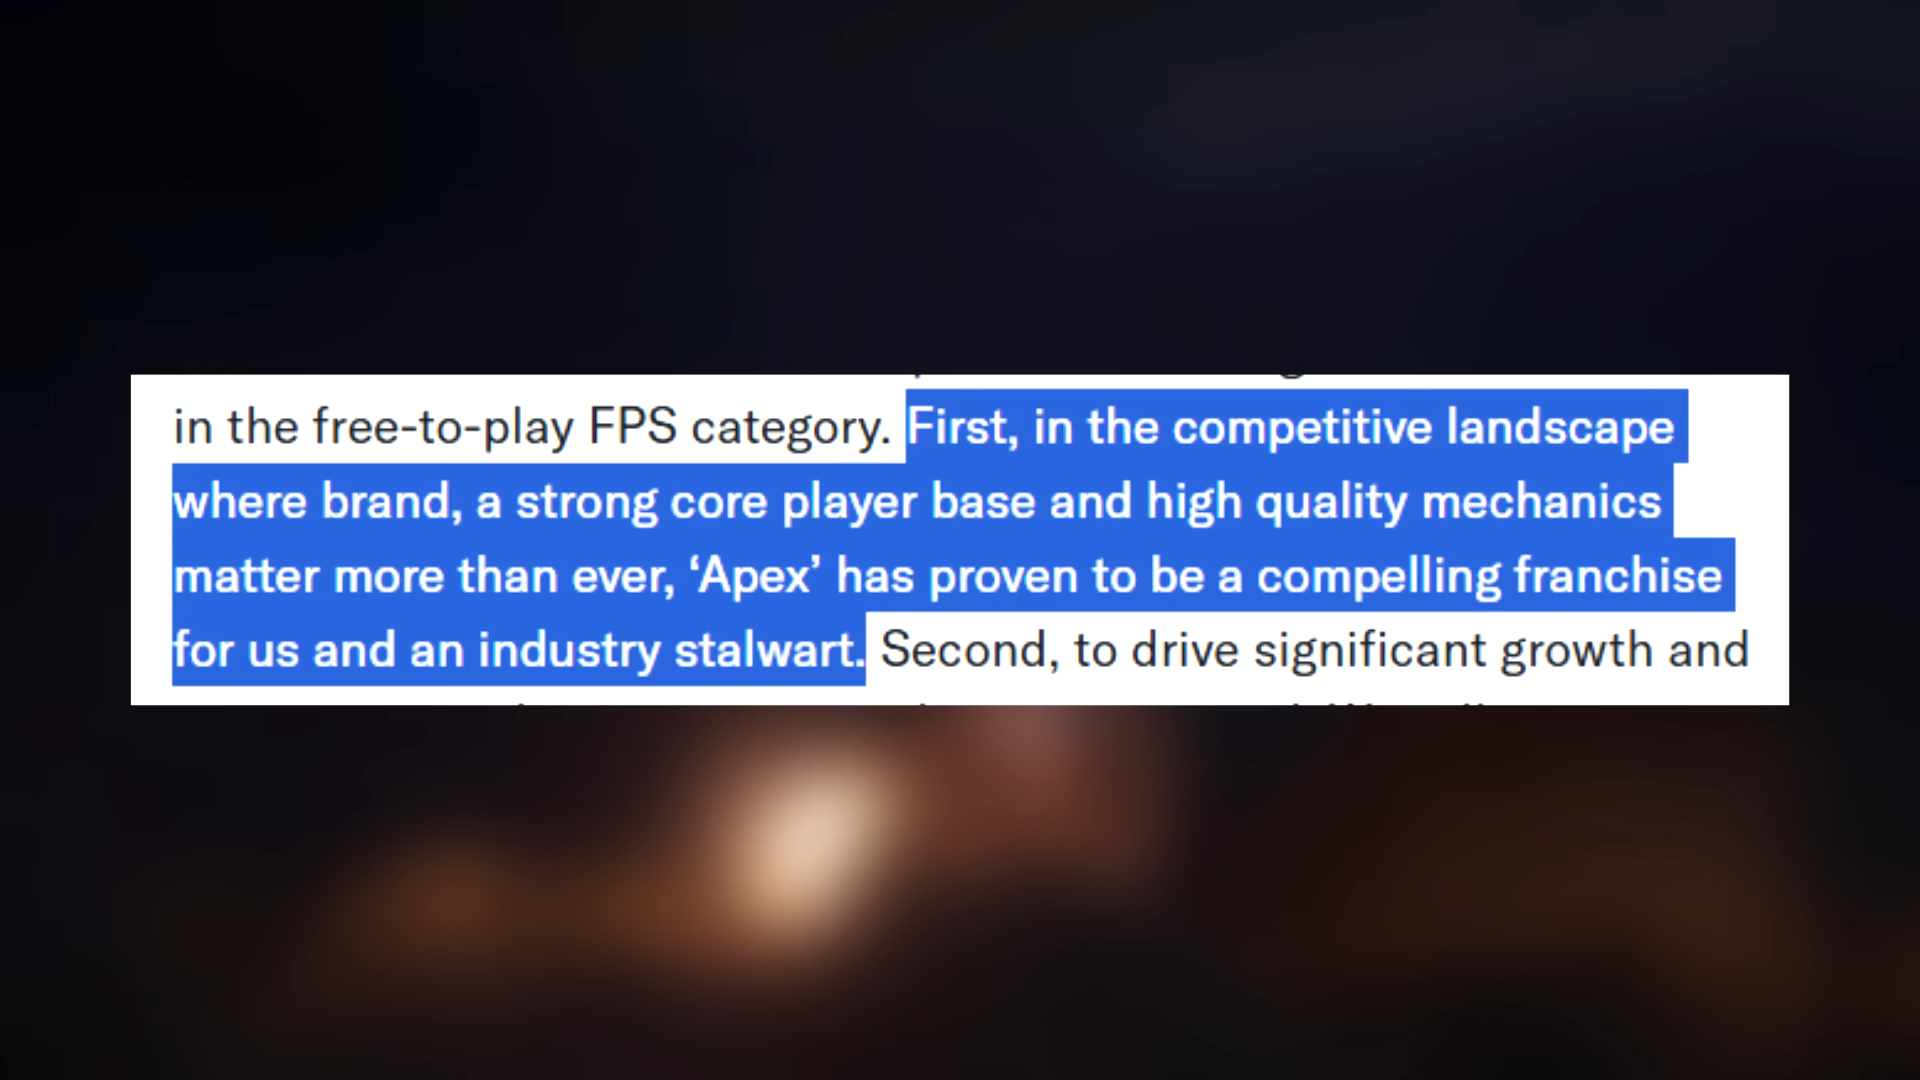 in the free-to-play FPS category. First, in the competitive landscape
where brand, a strong core player base and high quality mechanics
matter more than ever, ‘Apex’ has proven to be a compelling franchise
for us and an industry stalwart. Second, to drive significant growth and